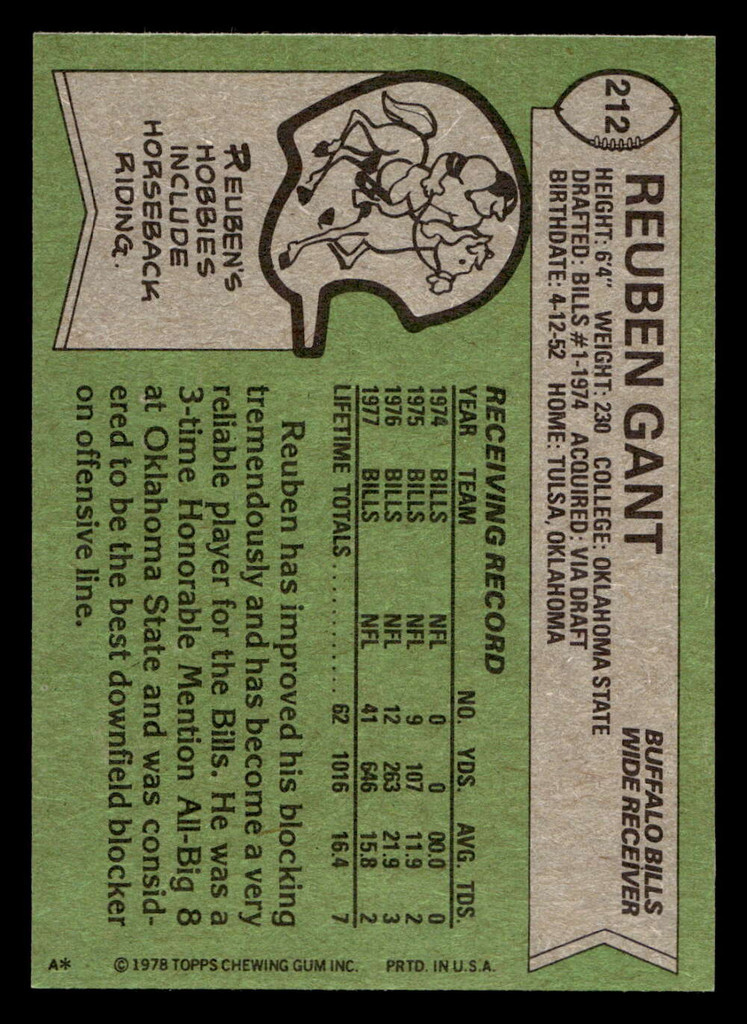 212
REUBEN GANT
BUFFALO BILLS
WIDE RECEIVER
HEIGHT: 6'4" WEIGHT: 230 COLLEGE: OKLAHOMA STATE
DRAFTED: BILLS #1-1974 ACQUIRED: VIA DRAFT
BIRTHDATE: 4-12-52 HOME: TULSA, OKLAHOMA
REUBEN'S
HOBBIES
INCLUDE
HORSEBACK
RIDING.
RECEIVING RECORD
YEAR TEAM NO. YDS. AVG. TDS.
1974 BILLS NFL 0 0 00.0 0
1975 BILLS NFL 9 107 11.9 2
1976 BILLS NFL 12 263 21.9 3
1977 BILLS NFL 41 646 15.8 2
LIFETIME TOTALS............ 62 1016 16.4 7
Reuben has improved his blocking
tremendously and has become a very
reliable player for the Bills. He was a
3-time Honorable Mention All-Big 8
at Oklahoma State and was consid-
ered to be the best downfield blocker
on offensive line.
A* ©1978 TOPPS CHEWING GUM INC. PRTD. IN U.S.A.